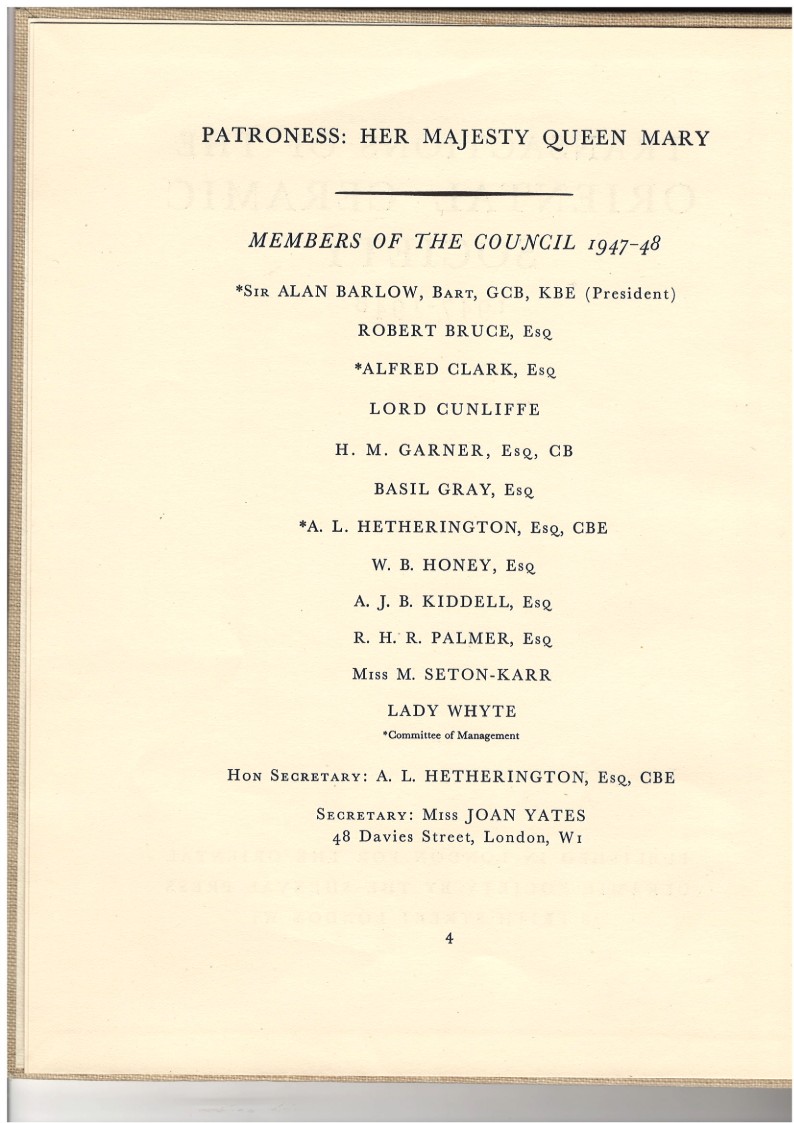 PATRONESS: HER MAJESTY QUEEN MARY
MEMBERS OF THE COUNCIL 1947-48
*Sir ALAN BARLOW, Bart, GCB, KBE (President)
ROBERT BRUCE, Esq
*ALFRED CLARK, Esq
LORD CUNLIFFE
H. M. GARNER, Esq, CB
BASIL GRAY, Esq
*A. L. HETHERINGTON, Esq, CBE
W. B. HONEY, Esq
A. J. B. KIDDELL, Esq
R. H. R. PALMER, Esq
Miss M. SETON-KARR
LADY WHYTE
*Committee of Management
Hon Secretary: A. L. HETHERINGTON, Esq, CBE
Secretary: Miss JOAN YATES
48 Davies Street, London, W1
4